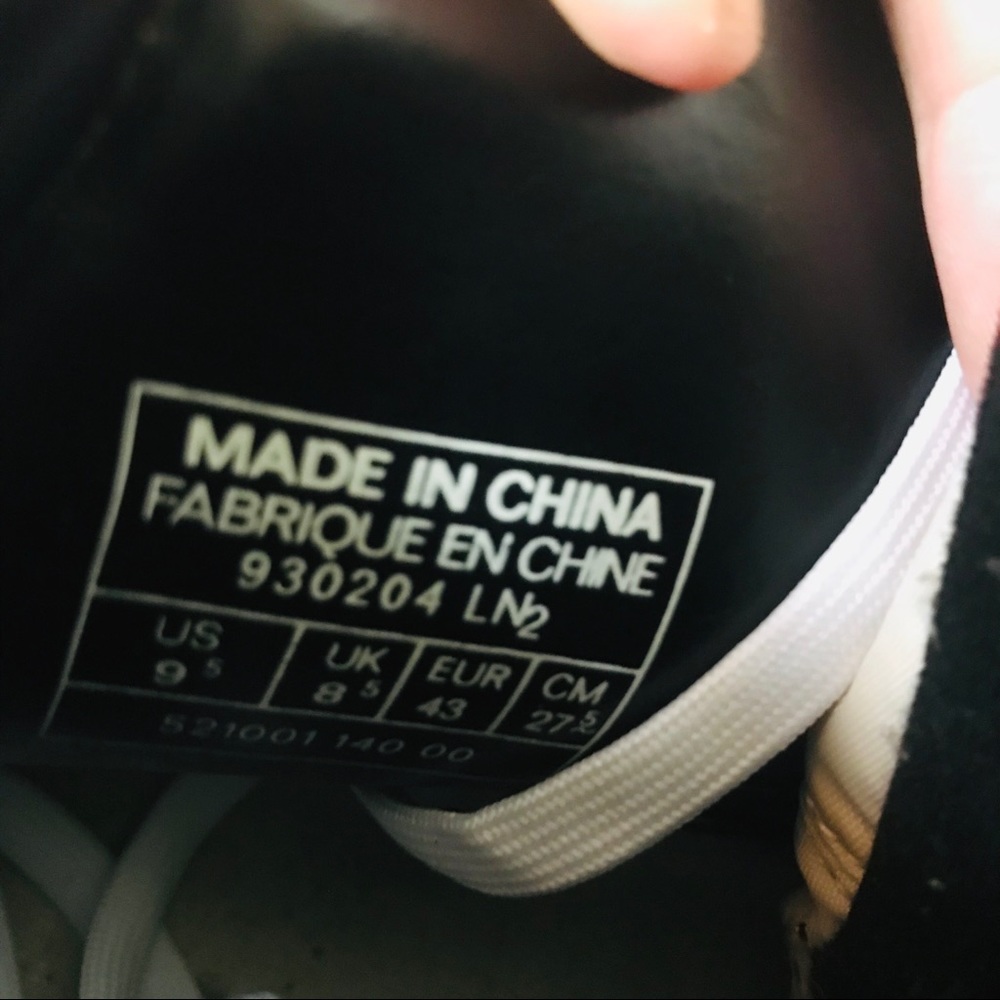 MADE IN CHINA
FABRIQUE EN CHINE
930204 LN2
US UK EUR CM
9 5 8 5 43 27.5
521001 140 00